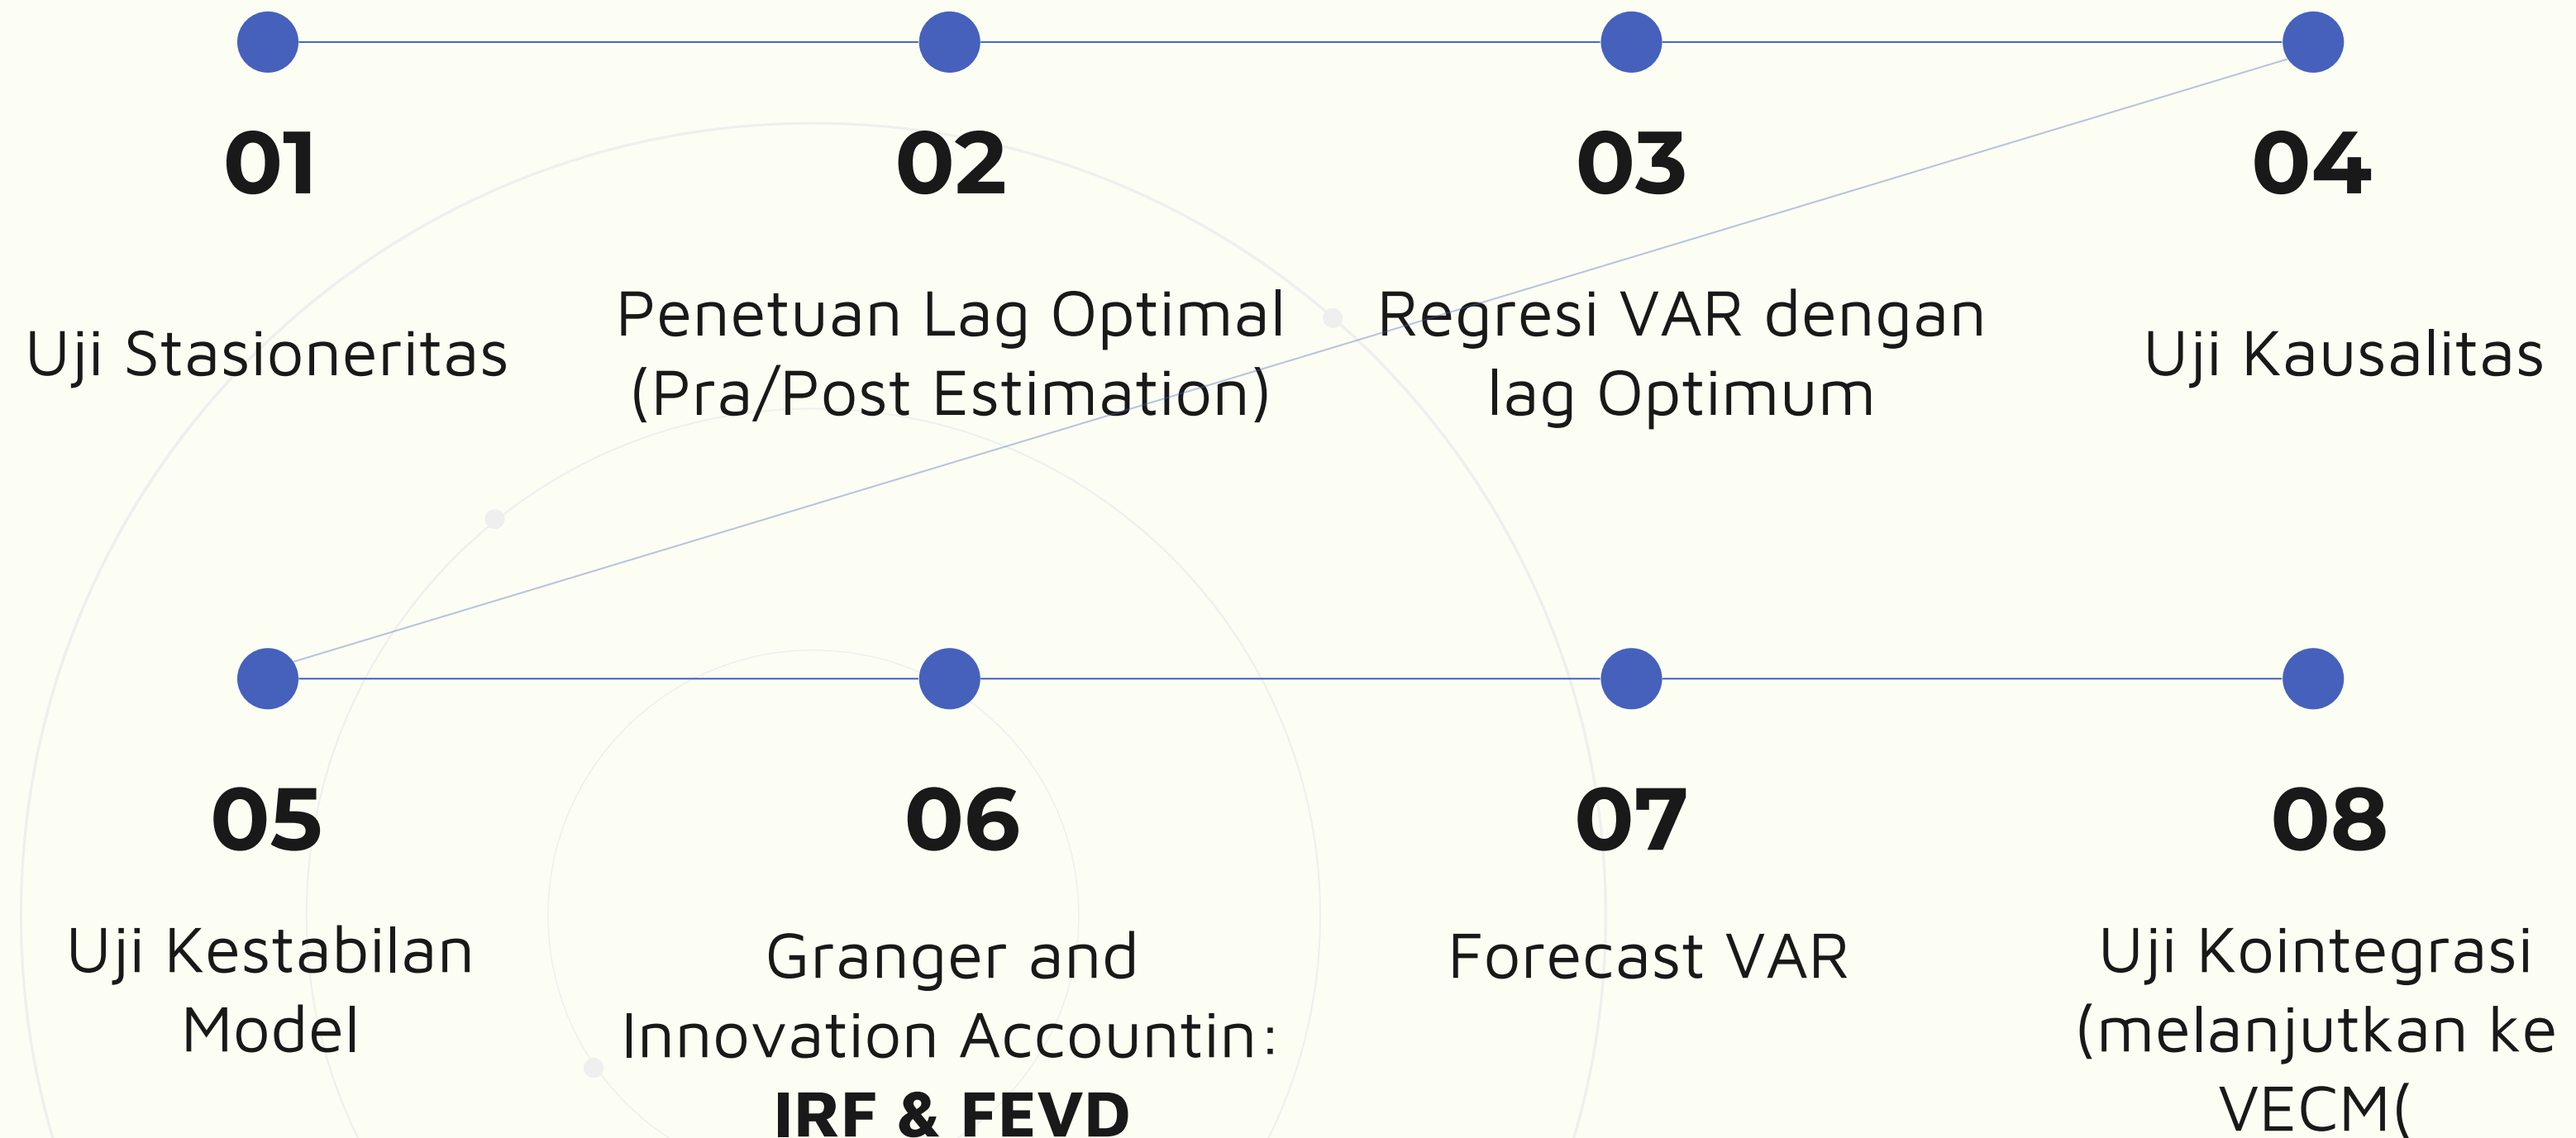 01
Uji Stasioneritas
02
Penetuan Lag Optimal
(Pra/Post Estimation)
03
Regresi VAR dengan
lag Optimum
04
Uji Kausalitas
05
Uji Kestabilan
Model
06
Granger and
Innovation Accountin:
IRF & FEVD
07
Forecast VAR
08
Uji Kointegrasi
(melanjutkan ke
VECM(